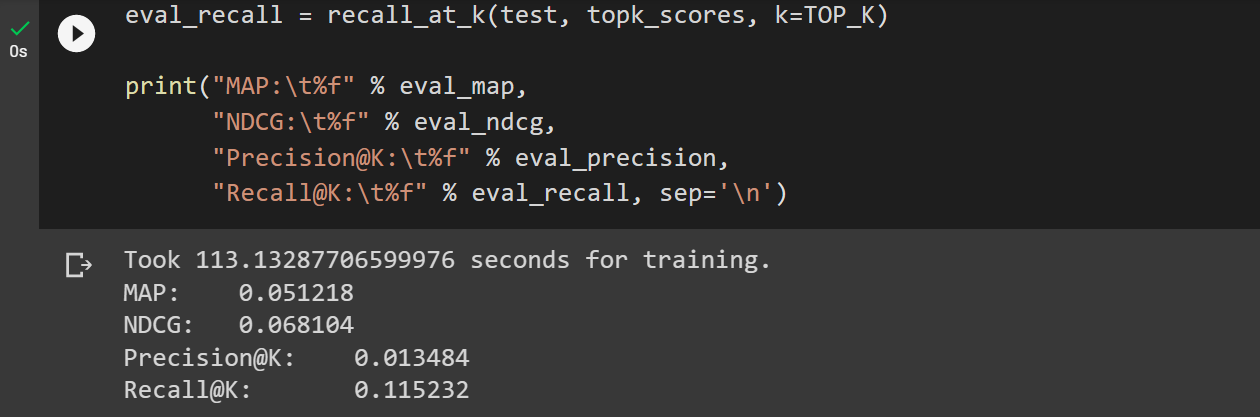 eval_recall = recall_at_k(test, topk_scores, k=TOP_K)
0s
print("MAP:\t%f" % eval_map,
"NDCG:\t%f" % eval_ndcg,
"Precision@K:\t%f" % eval_precision,
"Recall@K:\t%f" % eval_recall, sep='\n')
Took 113.13287706599976 seconds for training.
MAP: 0.051218
NDCG: 0.068104
Precision@K: 0.013484
Recall@K: 0.115232